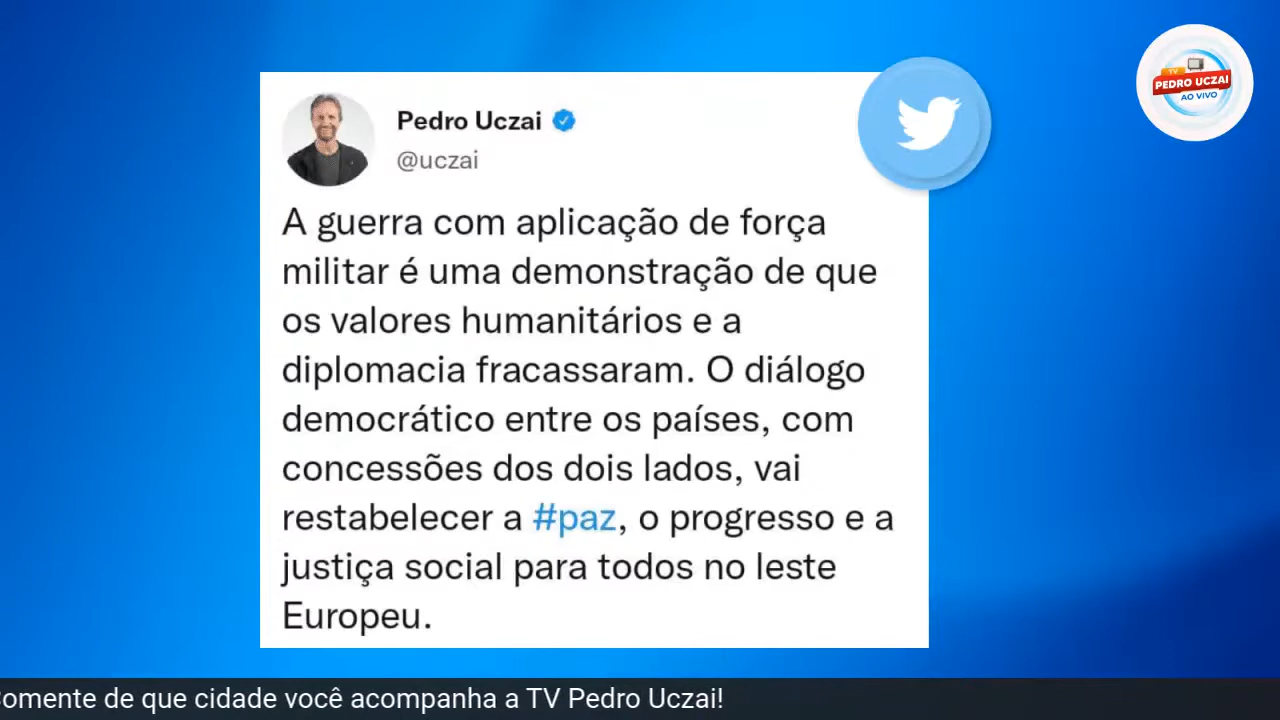 TV
PEDRO UCZAI
AO VIVO
Pedro Uczai
@uczai
A guerra com aplicação de força
militar é uma demonstração de que
os valores humanitários e a
diplomacia fracassaram. O diálogo
democrático entre os países, com
concessões dos dois lados, vai
restabelecer a #paz, o progresso e a
justiça social para todos no leste
Europeu.
omente de que cidade você acompanha a TV Pedro Uczai!